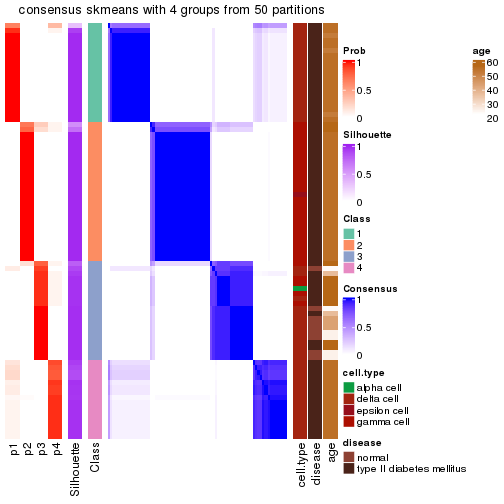 consensus skmeans with 4 groups from 50 partitions
Prob
1
0.5
0
age
60
50
40
30
20
Silhouette
1
0.5
0
Class
1
2
3
4
Consensus
1
0.5
0
cell.type
alpha cell
delta cell
epsilon cell
gamma cell
disease
normal
type II diabetes mellitus
p1
p2
p3
p4
Silhouette
Class
cell.type
disease
age